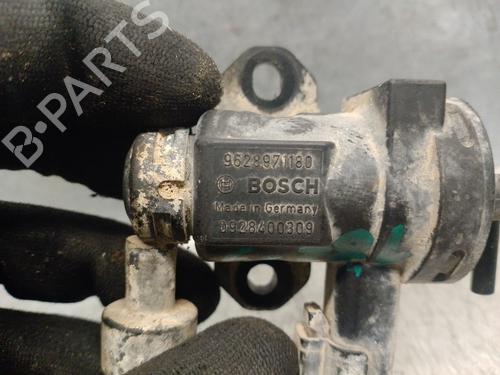 9628971180
BOSCH
Made in Germany
0928400309
B-PARTS